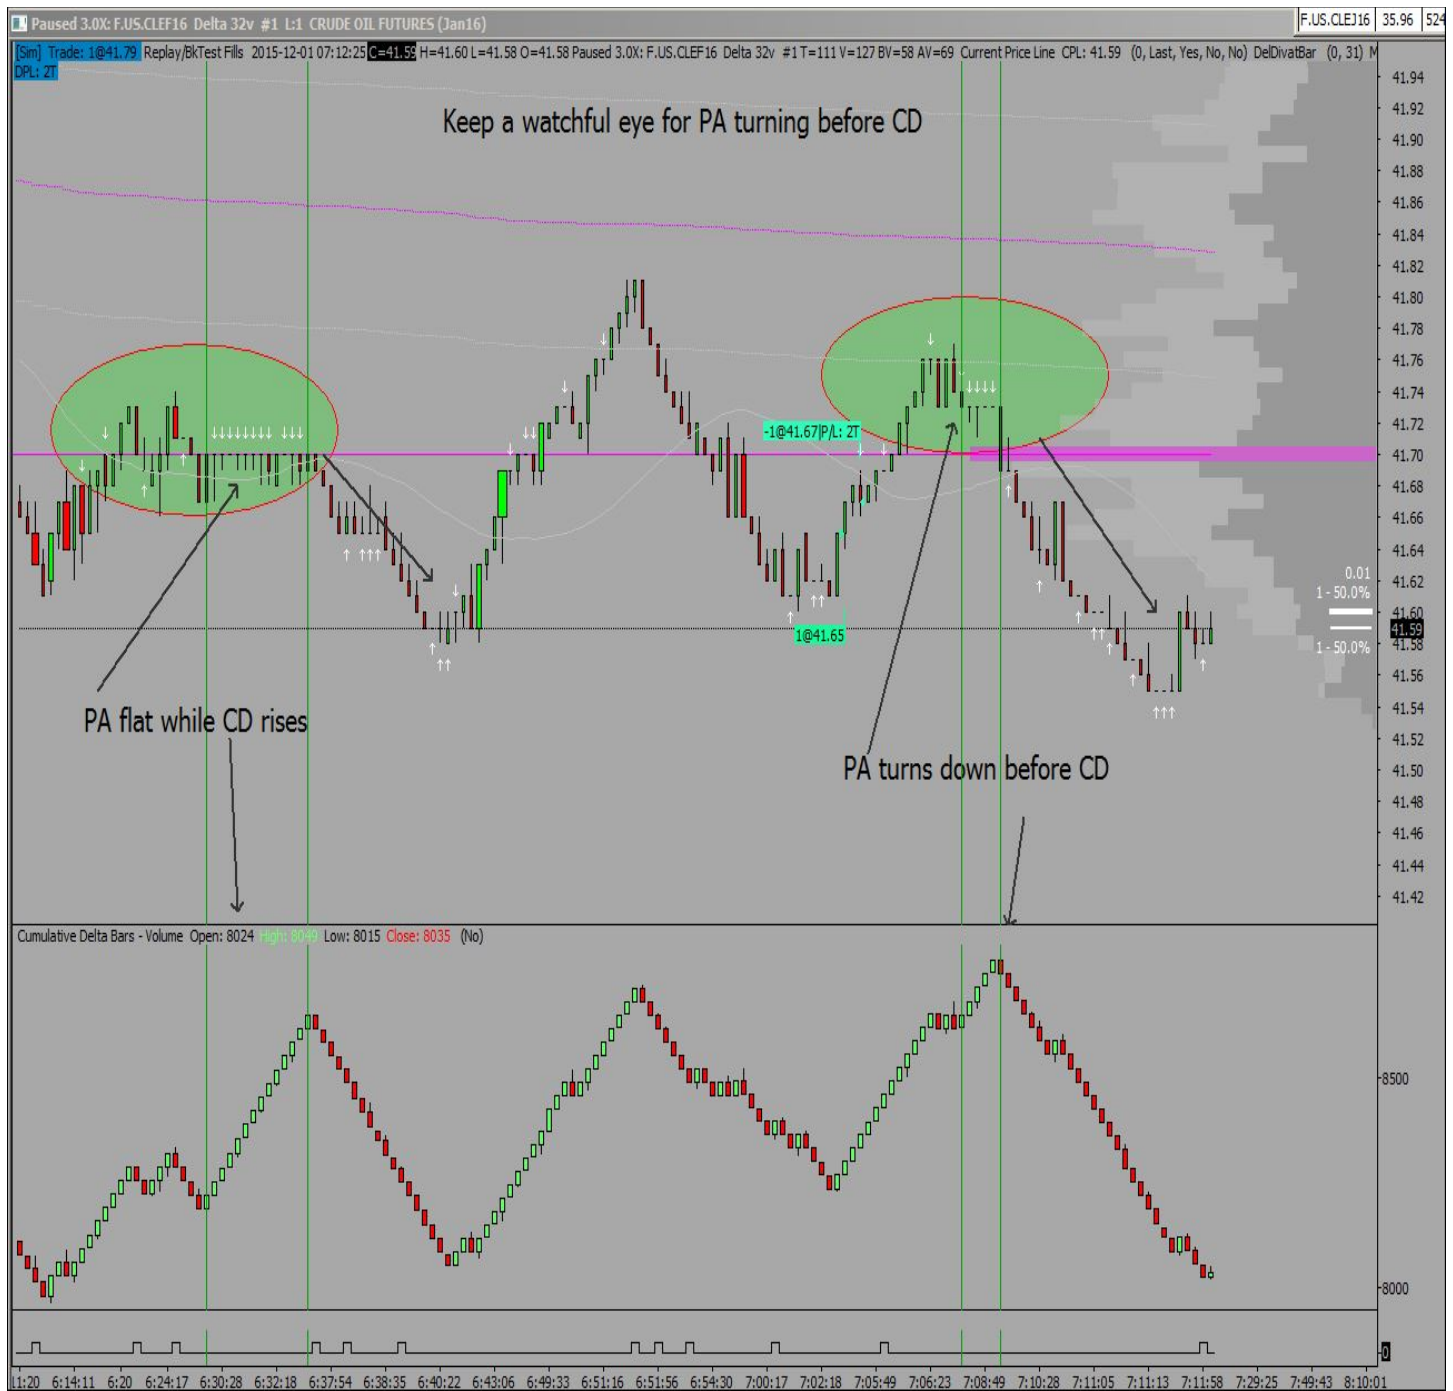 Paused 3.0X: F.US.CLEF16 Delta 32v #1 L:1 CRUDE OIL FUTURES (Jan16)
F.US.CLEJ16 35.96 524
[Sim] Trade: 1@41.79 Replay/BkTest Fills 2015-12-01 07:12:25 C=41.59 H=41.60 L=41.58 O=41.58 Paused 3.0X: F.US.CLEF16 Delta 32v #1 T=111 V=127 BV=58 AV=69 Current Price Line CPL: 41.59 (0, Last, Yes, No, No) DelDivatBar (0, 31) M
DPL: 2T
41.94
41.92
Keep a watchful eye for PA turning before CD
41.90
41.88
41.86
41.84
41.82
41.80
41.78
41.76
41.74
41.72
-1@41.67|P/L: 2T
41.70
41.68
41.66
41.64
0.01
41.62
1 - 50.0%
41.60
41.59
1@41.65
41.58
1 - 50.0%
41.56
41.54
PA flat while CD rises
41.52
PA turns down before CD
41.50
41.48
41.46
41.44
41.42
Cumulative Delta Bars - Volume Open: 8024 High: 8049 Low: 8015 Close: 8035 (No)
8500
8000
0
11:20 6:14:11 6:20 6:24:17 6:30:28 6:32:18 6:37:54 6:38:35 6:40:22 6:43:06 6:49:33 6:51:16 6:51:56 6:54:30 7:00:17 7:02:18 7:05:49 7:06:23 7:08:49 7:10:28 7:11:05 7:11:13 7:11:58 7:29:25 7:49:43 8:10:01